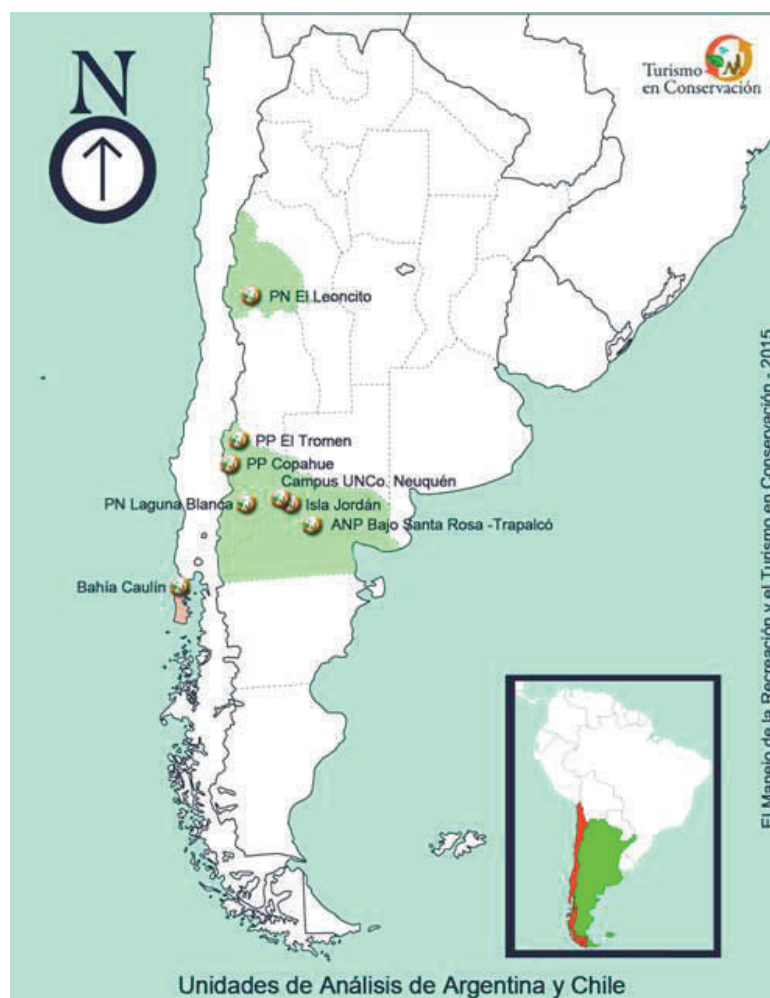 N
Turismo
en Conservación
PN El Leoncito
PP El Tromen
PP Copahue
Campus UNCo. Neuquén
PN Laguna Blanca
Isla Jordán
ANP Bajo Santa Rosa -Trapalcó
Bahía Caulín
El Manejo de la Recreación y el Turismo en Conservación - 2015
Unidades de Análisis de Argentina y Chile